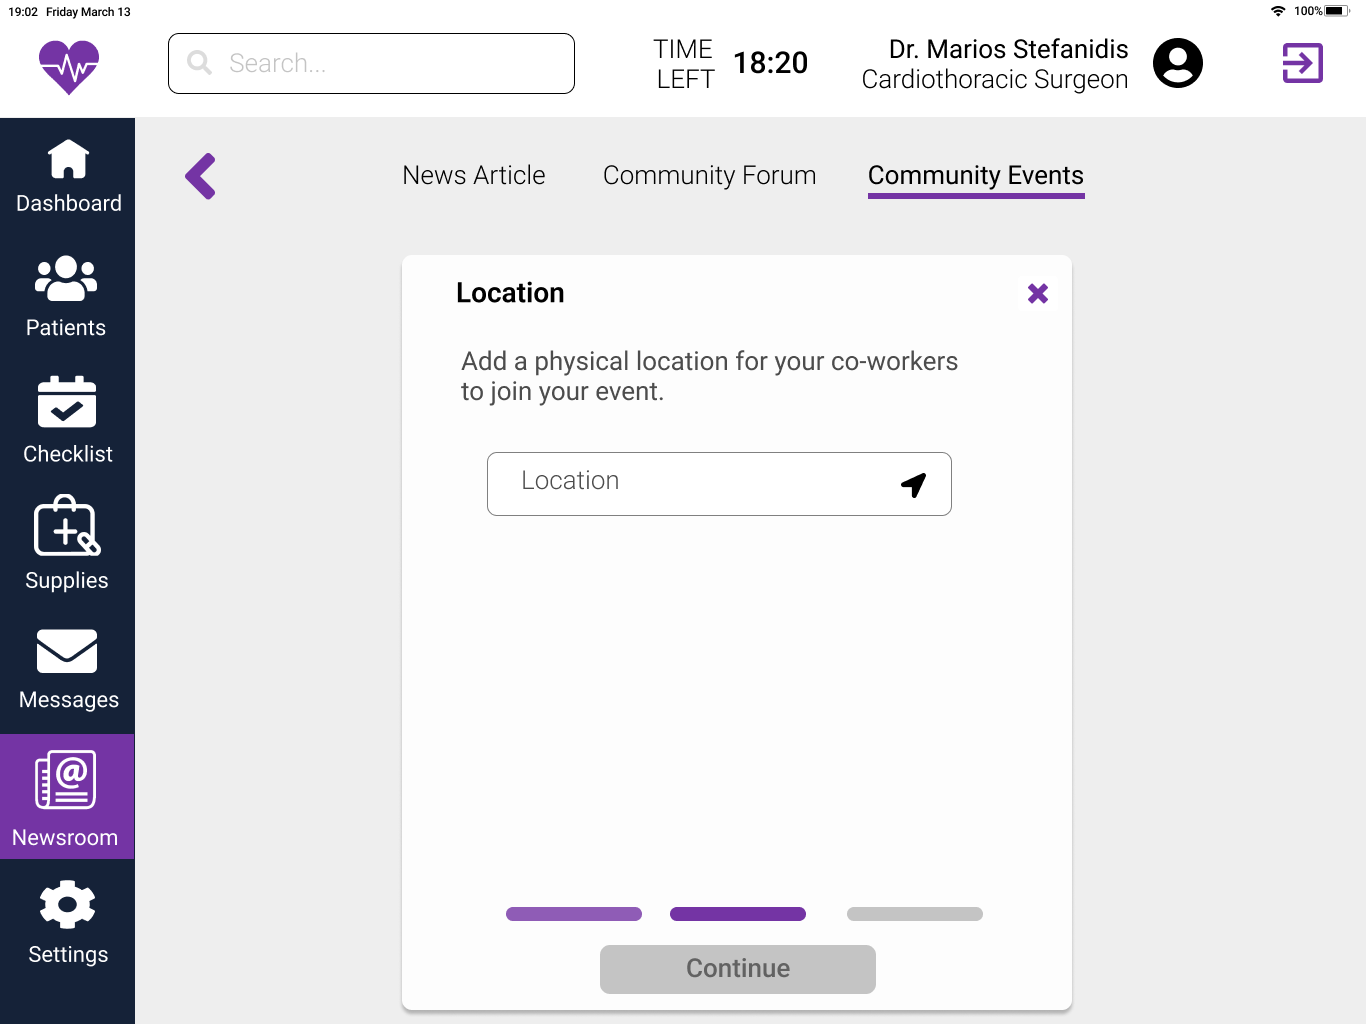 19:02 Friday March 13
100%
Search...
TIME
LEFT
18:20
Dr. Marios Stefanidis
Cardiothoracic Surgeon
Dashboard
Patients
Checklist
Supplies
Messages
@
Newsroom
Settings
News Article
Community Forum
Community Events
Location
Add a physical location for your co-workers
to join your event.
Location
Continue